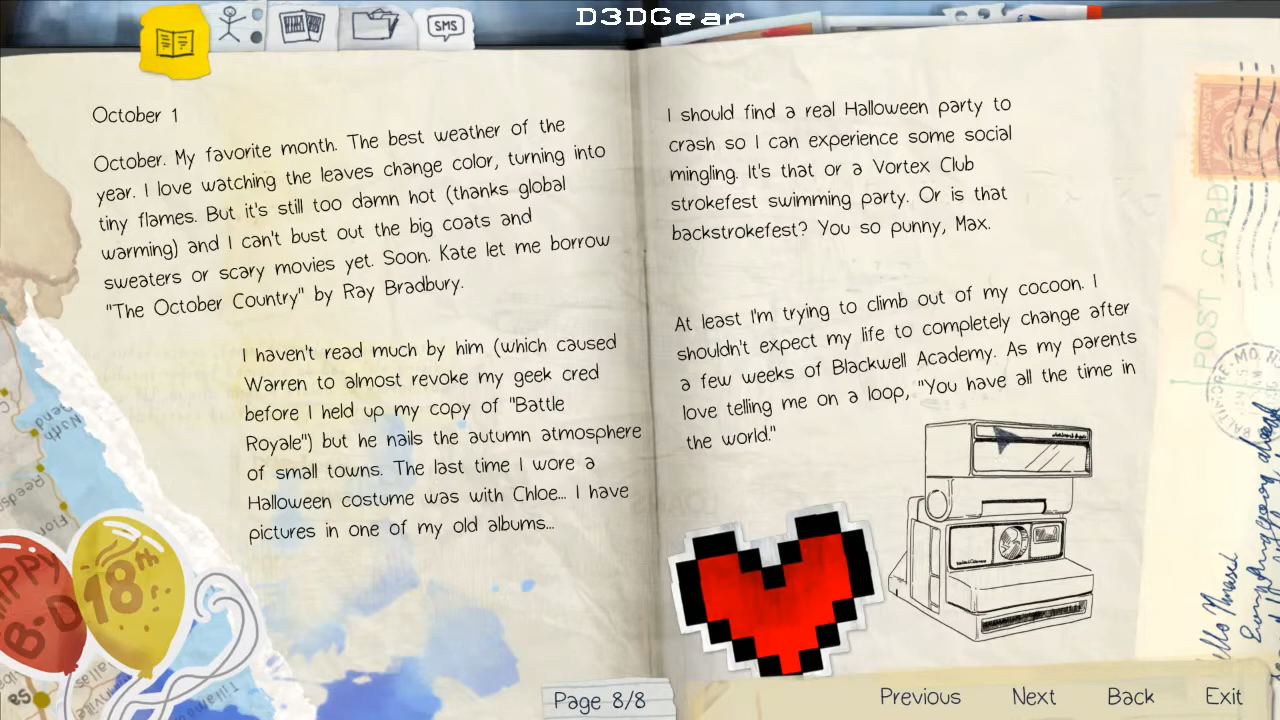 D3DGear
SMS
October 1
October. My favorite month. The best weather of the
year. I love watching the leaves change color, turning into
tiny flames. But it's still too damn hot (thanks global
warming) and I can't bust out the big coats and
sweaters or scary movies yet. Soon. Kate let me borrow
"The October Country" by Ray Bradbury.
I haven't read much by him (which caused
Warren to almost revoke my geek cred
before I held up my copy of "Battle
Royale") but he nails the autumn atmosphere
of small towns. The last time I wore a
Halloween costume was with Chloe... I have
pictures in one of my old albums...
I should find a real Halloween party to
crash so I can experience some social
mingling. It's that or a Vortex Club
strokefest swimming party. Or is that
backstrokefest? You so punny, Max.
At least I'm trying to climb out of my cocoon. I
shouldn't expect my life to completely change after
a few weeks of Blackwell Academy. As my parents
love telling me on a loop, "You have all the time in
the world."
POST CARD
North
Bend
Reedsp
Flor
18th
B-D
Tillamo
Page 8/8
Previous
Next
Back
Exit